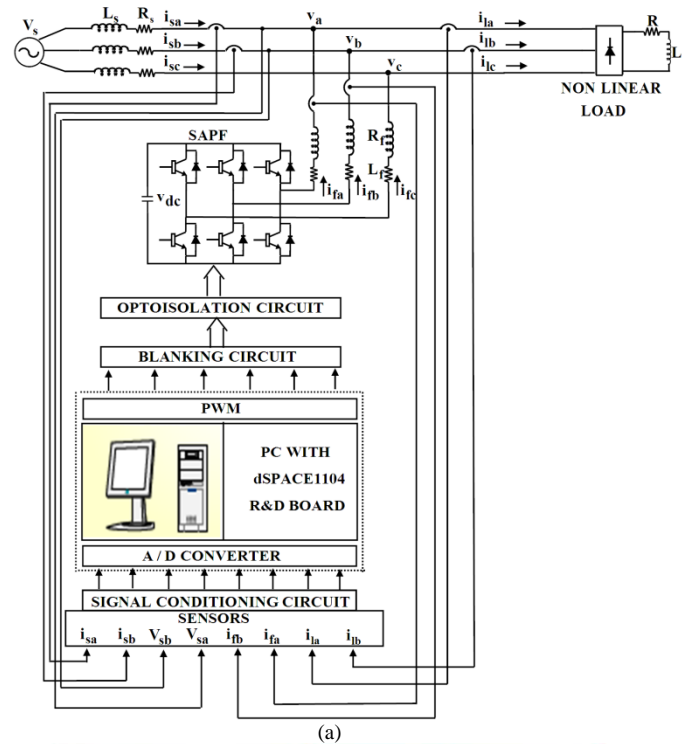 Vs Ls Rs isa va ila R
isb vb ilb
isc vc ilc L
NON LINEAR
LOAD
SAPF
Rf
Lf
vdc
ifa ifb ifc
OPTOISOLATION CIRCUIT
BLANKING CIRCUIT
PWM
PC WITH
dSPACE1104
R&D BOARD
A / D CONVERTER
SIGNAL CONDITIONING CIRCUIT
SENSORS
isa isb Vsb Vsa ifb ifa ila ilb
(a)